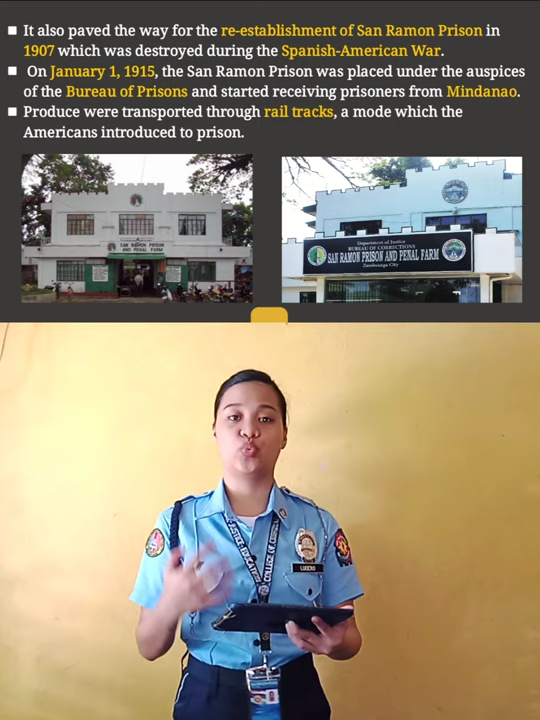 It also paved the way for the re-establishment of San Ramon Prison in
1907 which was destroyed during the Spanish-American War.
On January 1, 1915, the San Ramon Prison was placed under the auspices
of the Bureau of Prisons and started receiving prisoners from Mindanao.
Produce were transported through rail tracks, a mode which the
Americans introduced to prison.
SAN RAMON PRISON
AND PENAL FARM
Department of Justice
BUREAU OF CORRECTIONS
SAN RAMON PRISON AND PENAL FARM
Zamboanga City
JUSTICE EDUCATION
COLLEGE OF
LUCERO